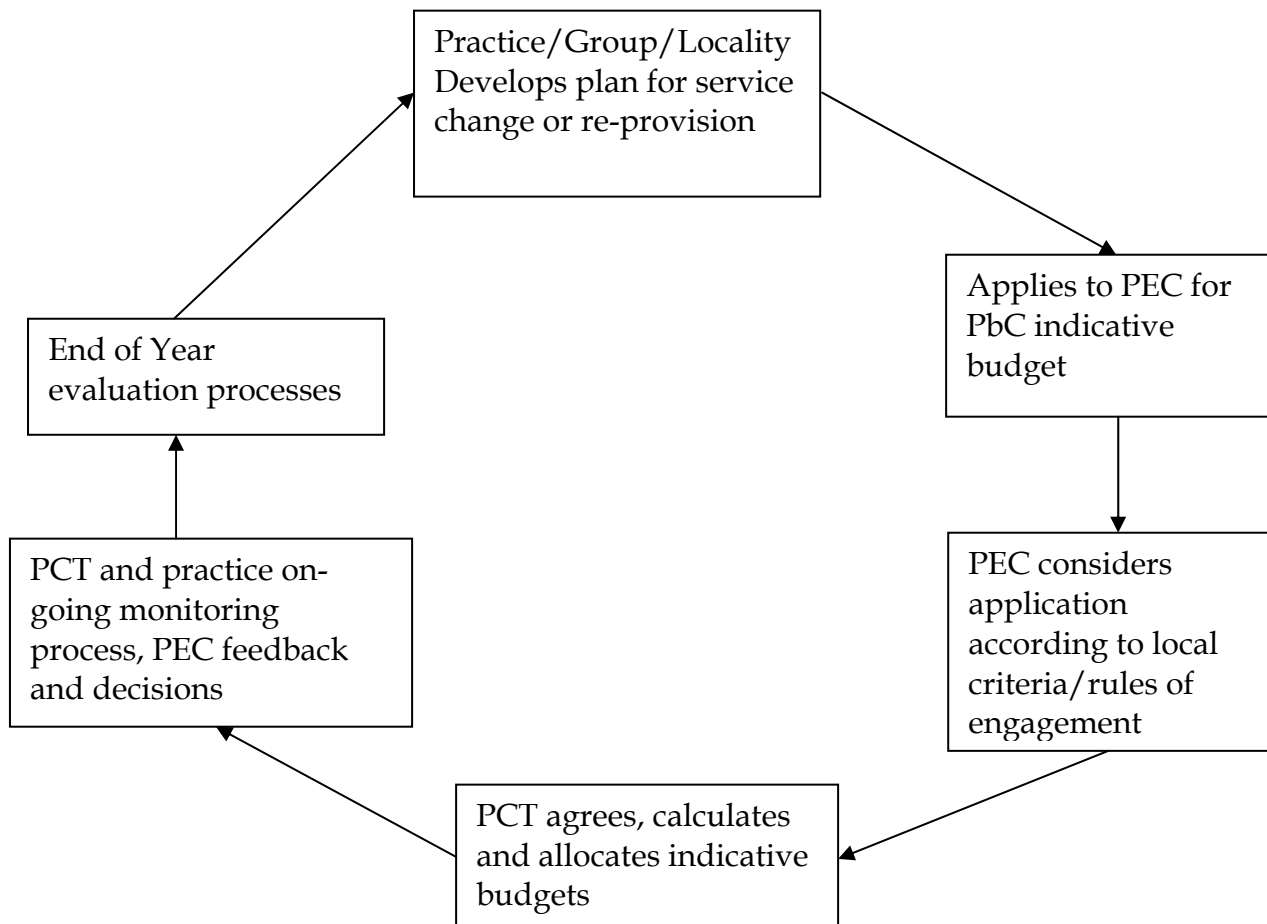 Practice/Group/Locality
Develops plan for service
change or re-provision
Applies to PEC for
PbC indicative
budget
PEC considers
application
according to local
criteria/rules of
engagement
PCT agrees, calculates
and allocates indicative
budgets
PCT and practice on-
going monitoring
process, PEC feedback
and decisions
End of Year
evaluation processes